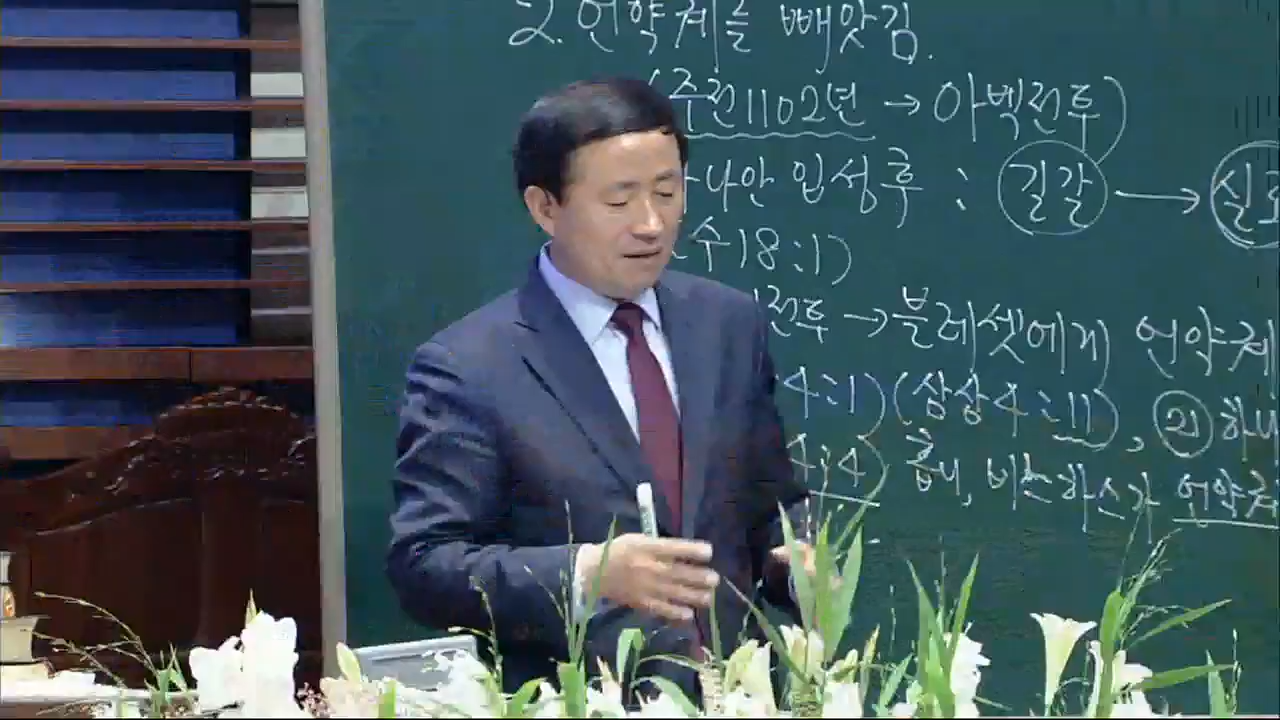 2. 언약궤를 빼앗김.
(주전1102년 → 아벡전투)
나안 입성후 : 길갈 → 실로
수18:1)
전투 → 블레셋에게 언약궤
4:1) (삼상4:11), 왼 하나
4:4) 홉니, 비느하스가 언약궤